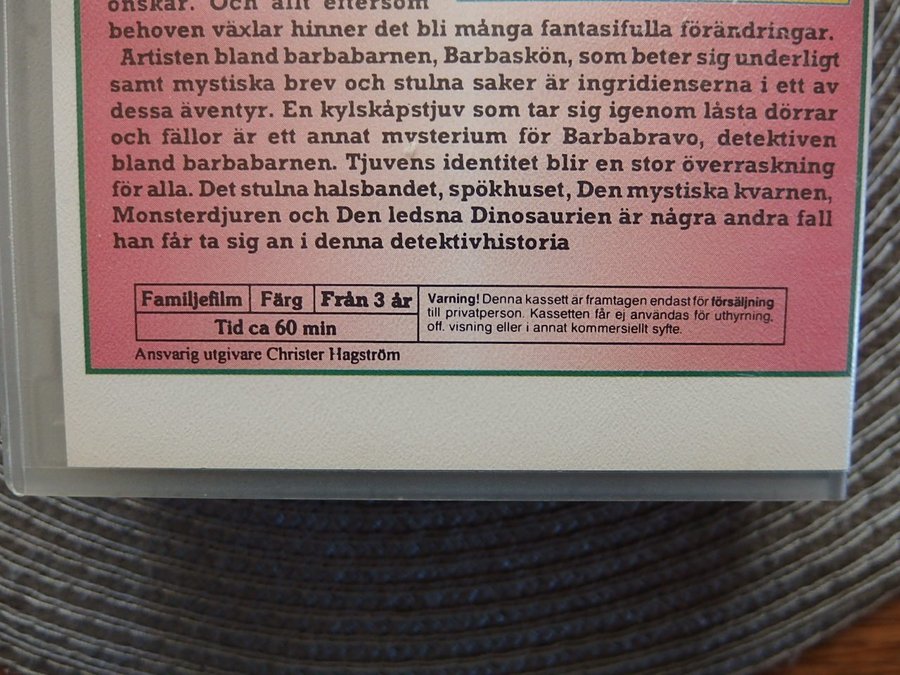 önskar. Och allt eftersom
behoven växlar hinner det bli många fantasifulla förändringar.
Artisten bland barbabarnen, Barbaskön, som beter sig underligt
samt mystiska brev och stulna saker är ingridienserna i ett av
dessa äventyr. En kylskåpstjuv som tar sig igenom låsta dörrar
och fällor är ett annat mysterium för Barbabravo, detektiven
bland barbabarnen. Tjuvens identitet blir en stor överraskning
för alla. Det stulna halsbandet, spökhuset, Den mystiska kvarnen,
Monsterdjuren och Den ledsna Dinosaurien är några andra fall
han får ta sig an i denna detektivhistoria
Familjefilm Färg Från 3 år
Tid ca 60 min
Varning! Denna kassett är framtagen endast för försäljning
till privatperson. Kassetten får ej användas för uthyrning,
off. visning eller i annat kommersiellt syfte.
Ansvarig utgivare Christer Hagström